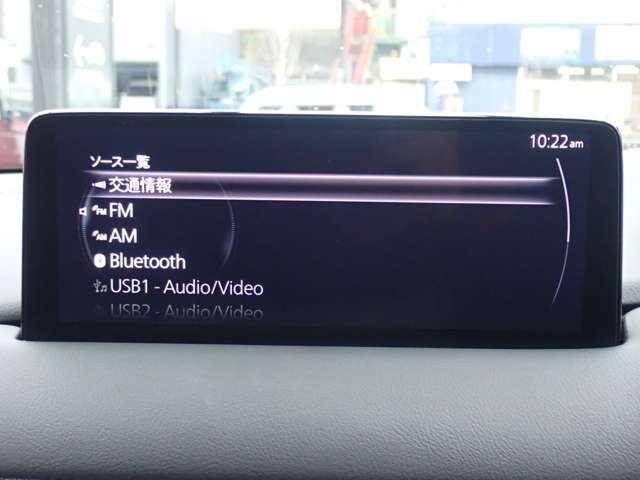 10:22am
ソース一覧
交通情報
FM
AM
Bluetooth
USB1 - Audio/Video
USB2 - Audio/Video